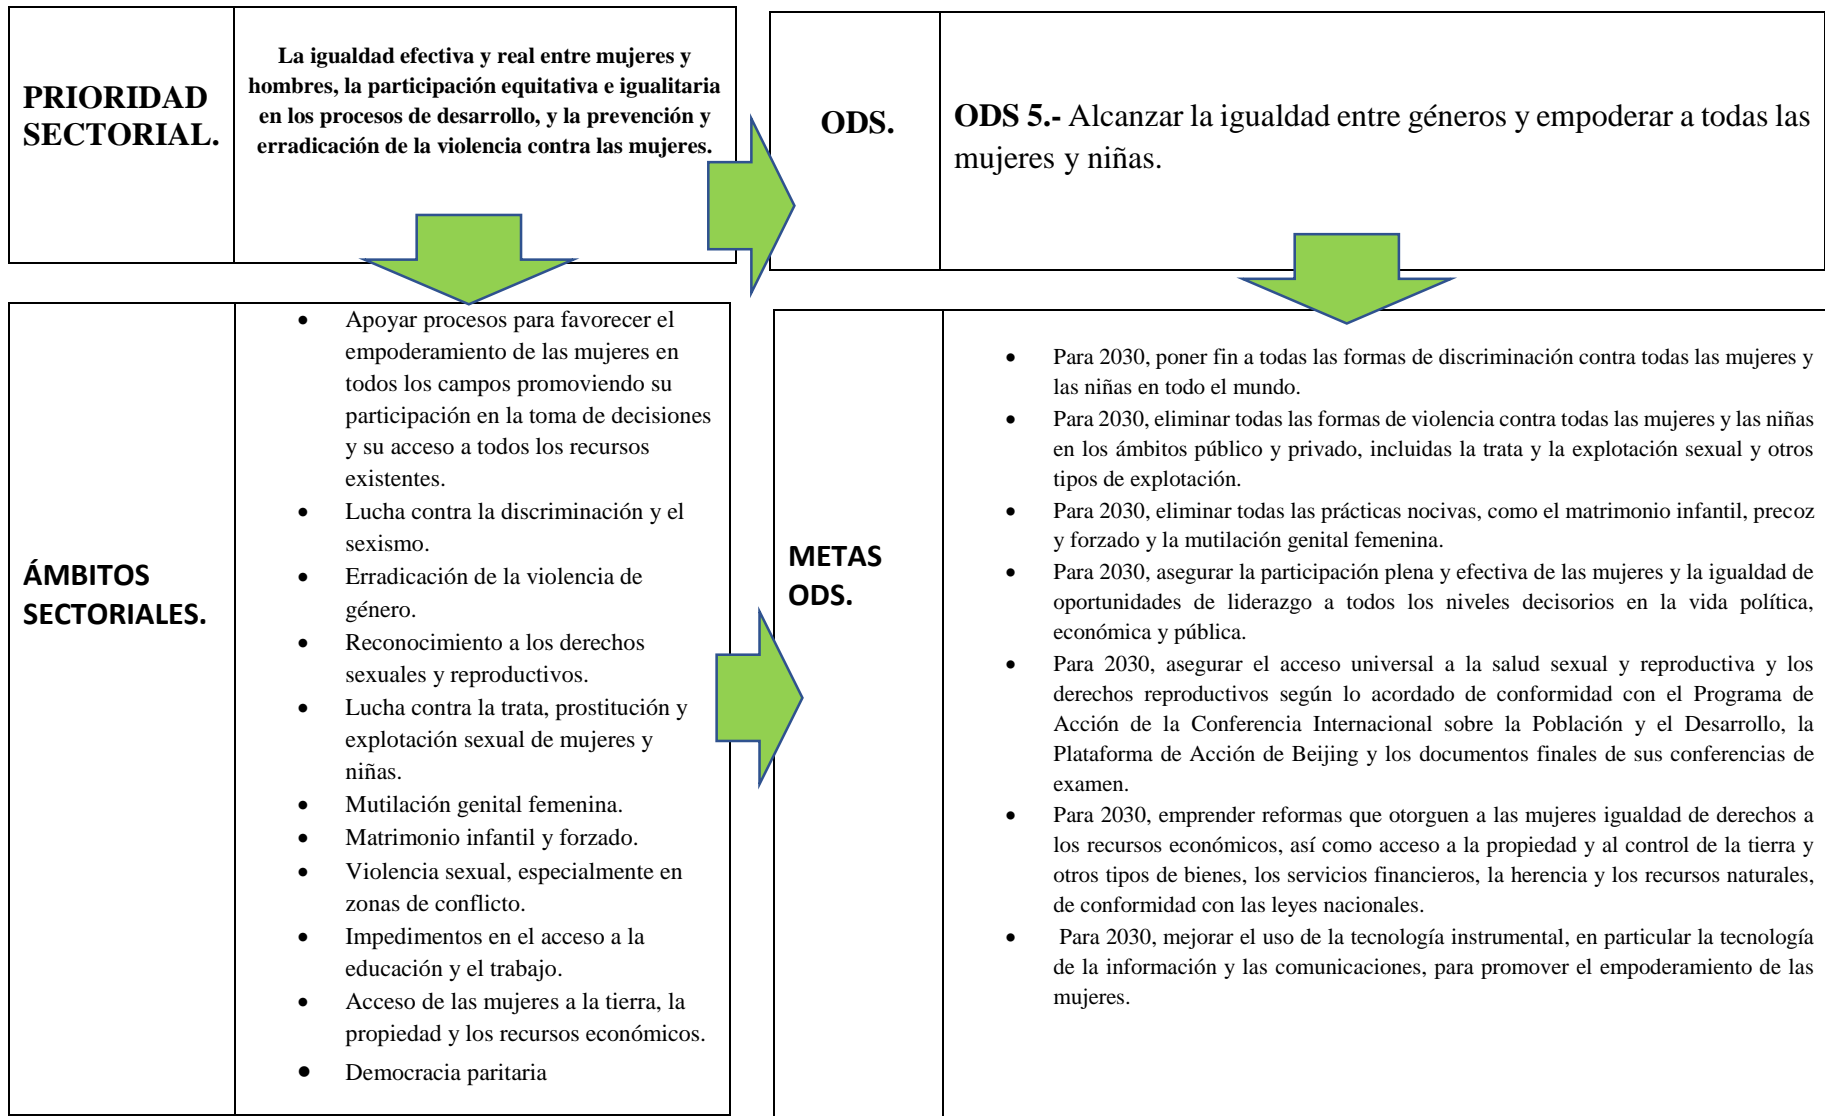 PRIORIDAD
SECTORIAL.
La igualdad efectiva y real entre mujeres y
hombres, la participación equitativa e igualitaria
en los procesos de desarrollo, y la prevención y
erradicación de la violencia contra las mujeres.
ODS.
ODS 5.- Alcanzar la igualdad entre géneros y empoderar a todas las
mujeres y niñas.
ÁMBITOS
SECTORIALES.
• Apoyar procesos para favorecer el
empoderamiento de las mujeres en
todos los campos promoviendo su
participación en la toma de decisiones
y su acceso a todos los recursos
existentes.
• Lucha contra la discriminación y el
sexismo.
• Erradicación de la violencia de
género.
• Reconocimiento a los derechos
sexuales y reproductivos.
• Lucha contra la trata, prostitución y
explotación sexual de mujeres y
niñas.
• Mutilación genital femenina.
• Matrimonio infantil y forzado.
• Violencia sexual, especialmente en
zonas de conflicto.
• Impedimentos en el acceso a la
educación y el trabajo.
• Acceso de las mujeres a la tierra, la
propiedad y los recursos económicos.
• Democracia paritaria
METAS
ODS.
• Para 2030, poner fin a todas las formas de discriminación contra todas las mujeres y
las niñas en todo el mundo.
• Para 2030, eliminar todas las formas de violencia contra todas las mujeres y las niñas
en los ámbitos público y privado, incluidas la trata y la explotación sexual y otros
tipos de explotación.
• Para 2030, eliminar todas las prácticas nocivas, como el matrimonio infantil, precoz
y forzado y la mutilación genital femenina.
• Para 2030, asegurar la participación plena y efectiva de las mujeres y la igualdad de
oportunidades de liderazgo a todos los niveles decisorios en la vida política,
económica y pública.
• Para 2030, asegurar el acceso universal a la salud sexual y reproductiva y los
derechos reproductivos según lo acordado de conformidad con el Programa de
Acción de la Conferencia Internacional sobre la Población y el Desarrollo, la
Plataforma de Acción de Beijing y los documentos finales de sus conferencias de
examen.
• Para 2030, emprender reformas que otorguen a las mujeres igualdad de derechos a
los recursos económicos, así como acceso a la propiedad y al control de la tierra y
otros tipos de bienes, los servicios financieros, la herencia y los recursos naturales,
de conformidad con las leyes nacionales.
• Para 2030, mejorar el uso de la tecnología instrumental, en particular la tecnología
de la información y las comunicaciones, para promover el empoderamiento de las
mujeres.